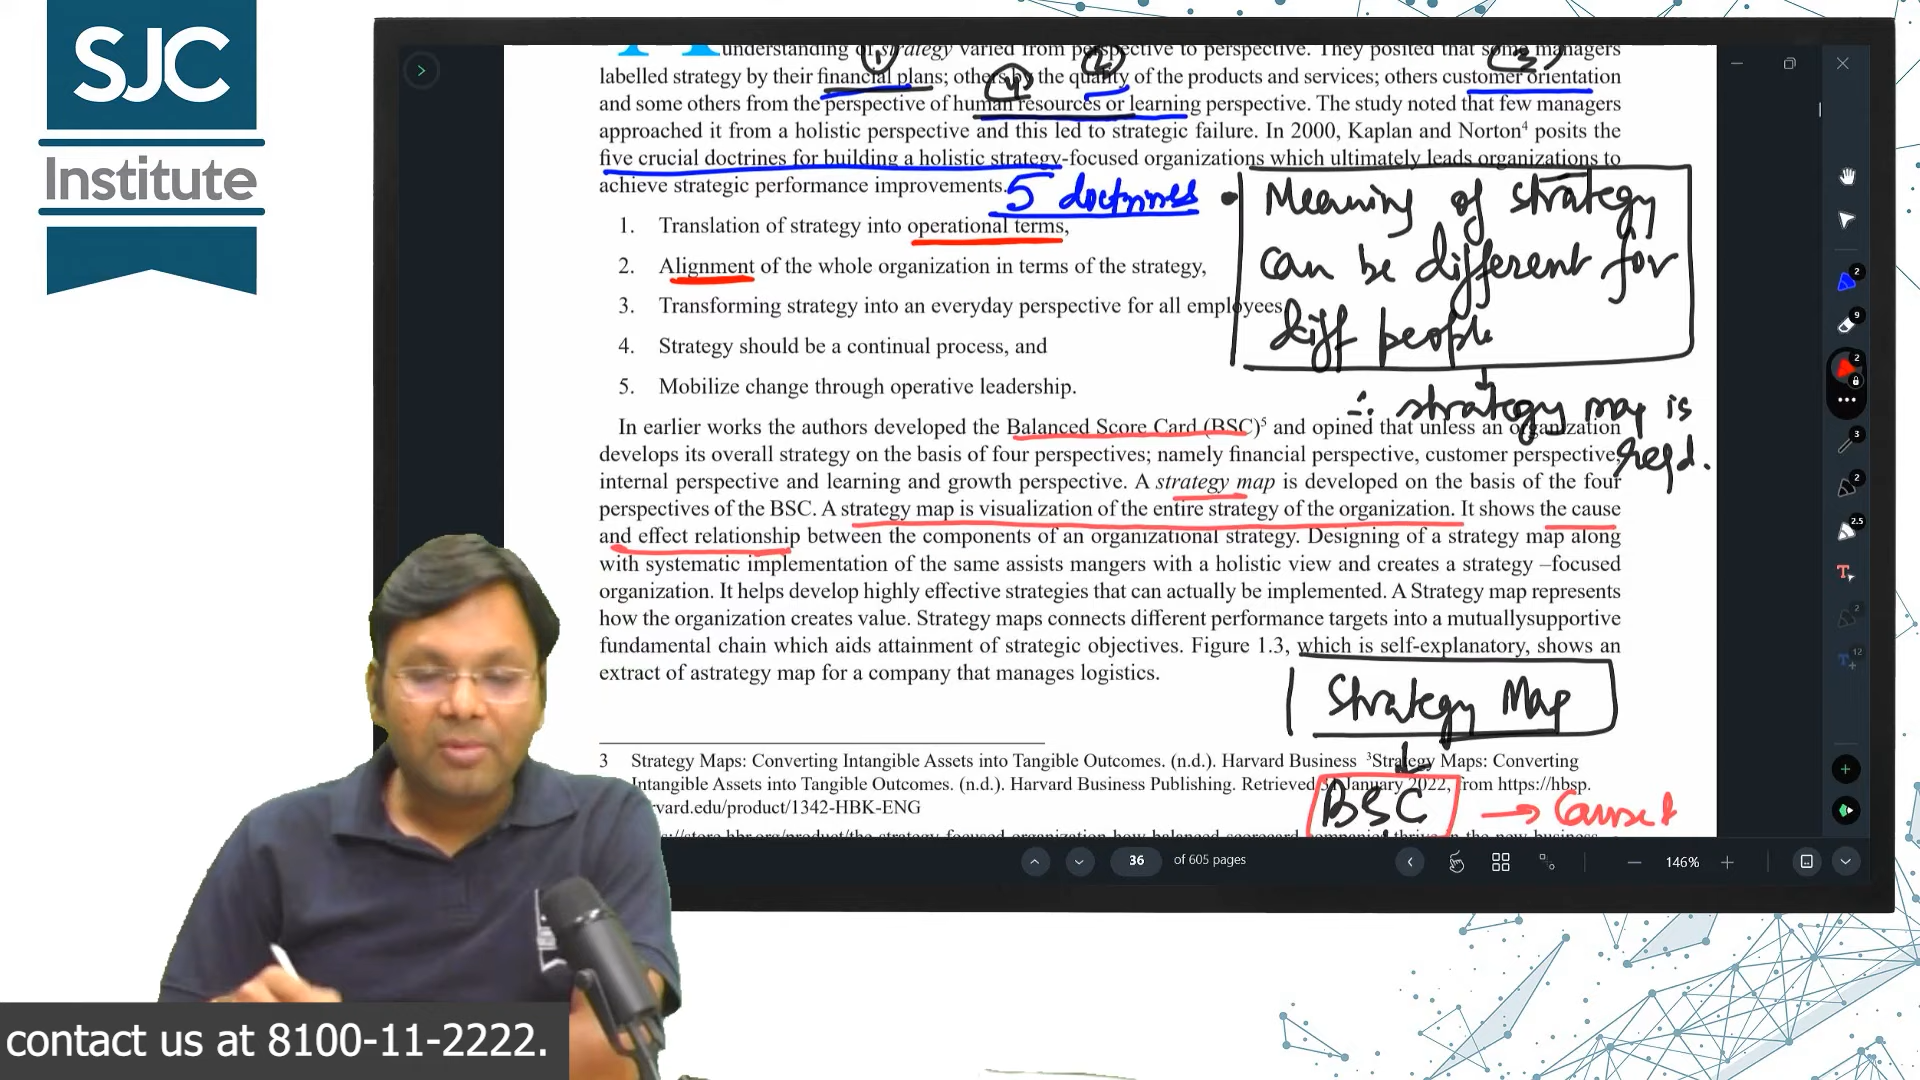 SJC
Institute
understanding of strategy varied from perspective to perspective. They posited that some managers
labelled strategy by their financial plans; others by the quality of the products and services; others customer orientation
and some others from the perspective of human resources or learning perspective. The study noted that few managers
approached it from a holistic perspective and this led to strategic failure. In 2000, Kaplan and Norton4 posits the
five crucial doctrines for building a holistic strategy-focused organizations which ultimately leads organizations to
achieve strategic performance improvements.
5 doctrines
1. Translation of strategy into operational terms,
2. Alignment of the whole organization in terms of the strategy,
3. Transforming strategy into an everyday perspective for all employees
4. Strategy should be a continual process, and
5. Mobilize change through operative leadership.
Meaning of strategy
can be different for
diff people
∴ strategy map is
reqd.
In earlier works the authors developed the Balanced Score Card (BSC)5 and opined that unless an organization
develops its overall strategy on the basis of four perspectives; namely financial perspective, customer perspective,
internal perspective and learning and growth perspective. A strategy map is developed on the basis of the four
perspectives of the BSC. A strategy map is visualization of the entire strategy of the organization. It shows the cause
and effect relationship between the components of an organizational strategy. Designing of a strategy map along
with systematic implementation of the same assists mangers with a holistic view and creates a strategy –focused
organization. It helps develop highly effective strategies that can actually be implemented. A Strategy map represents
how the organization creates value. Strategy maps connects different performance targets into a mutuallysupportive
fundamental chain which aids attainment of strategic objectives. Figure 1.3, which is self-explanatory, shows an
extract of astrategy map for a company that manages logistics.
Strategy Map
BSC → Cause &
3 Strategy Maps: Converting Intangible Assets into Tangible Outcomes. (n.d.). Harvard Business 3Strategy Maps: Converting
Intangible Assets into Tangible Outcomes. (n.d.). Harvard Business Publishing. Retrieved 31 January 2022, from https://hbsp.
rvard.edu/product/1342-HBK-ENG
36 of 605 pages
146%
contact us at 8100-11-2222.